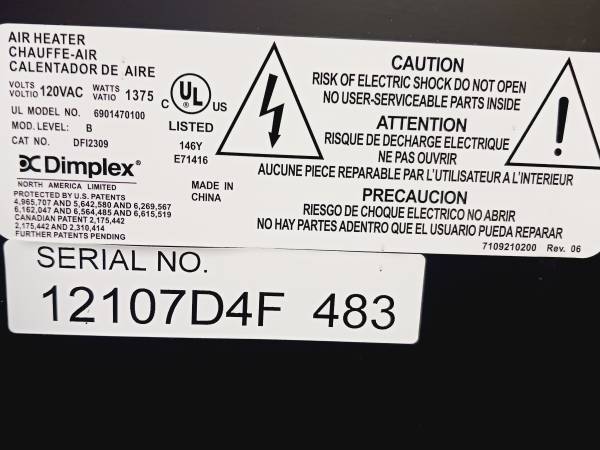 AIR HEATER
CHAUFFE-AIR
CALENTADOR DE AIRE
VOLTS VOLTIO 120VAC WATTS VATIO 1375
UL MODEL NO. 6901470100
MOD. LEVEL: B
CAT NO. DFI2309
Dimplex®
NORTH AMERICA LIMITED
PROTECTED BY U.S. PATENTS
4,965,707 AND 5,642,580 AND 6,269,567
6,162,047 AND 6,564,485 AND 6,615,519
CANADIAN PATENT 2,175,442
2,175,442 AND 2,310,414
FURTHER PATENTS PENDING
C UL US
LISTED
146Y
E71416
MADE IN
CHINA
CAUTION
RISK OF ELECTRIC SHOCK DO NOT OPEN
NO USER-SERVICEABLE PARTS INSIDE
ATTENTION
RISQUE DE DECHARGE ELECTRIQUE
NE PAS OUVRIR
AUCUNE PIECE REPARABLE PAR L'UTILISATEUR A L'INTERIEUR
PRECAUCION
RIESGO DE CHOQUE ELECTRICO NO ABRIR
NO HAY PARTES ADENTRO QUE EL USUARIO PUEDA REPARAR
7109210200 Rev. 06
SERIAL NO.
12107D4F 483